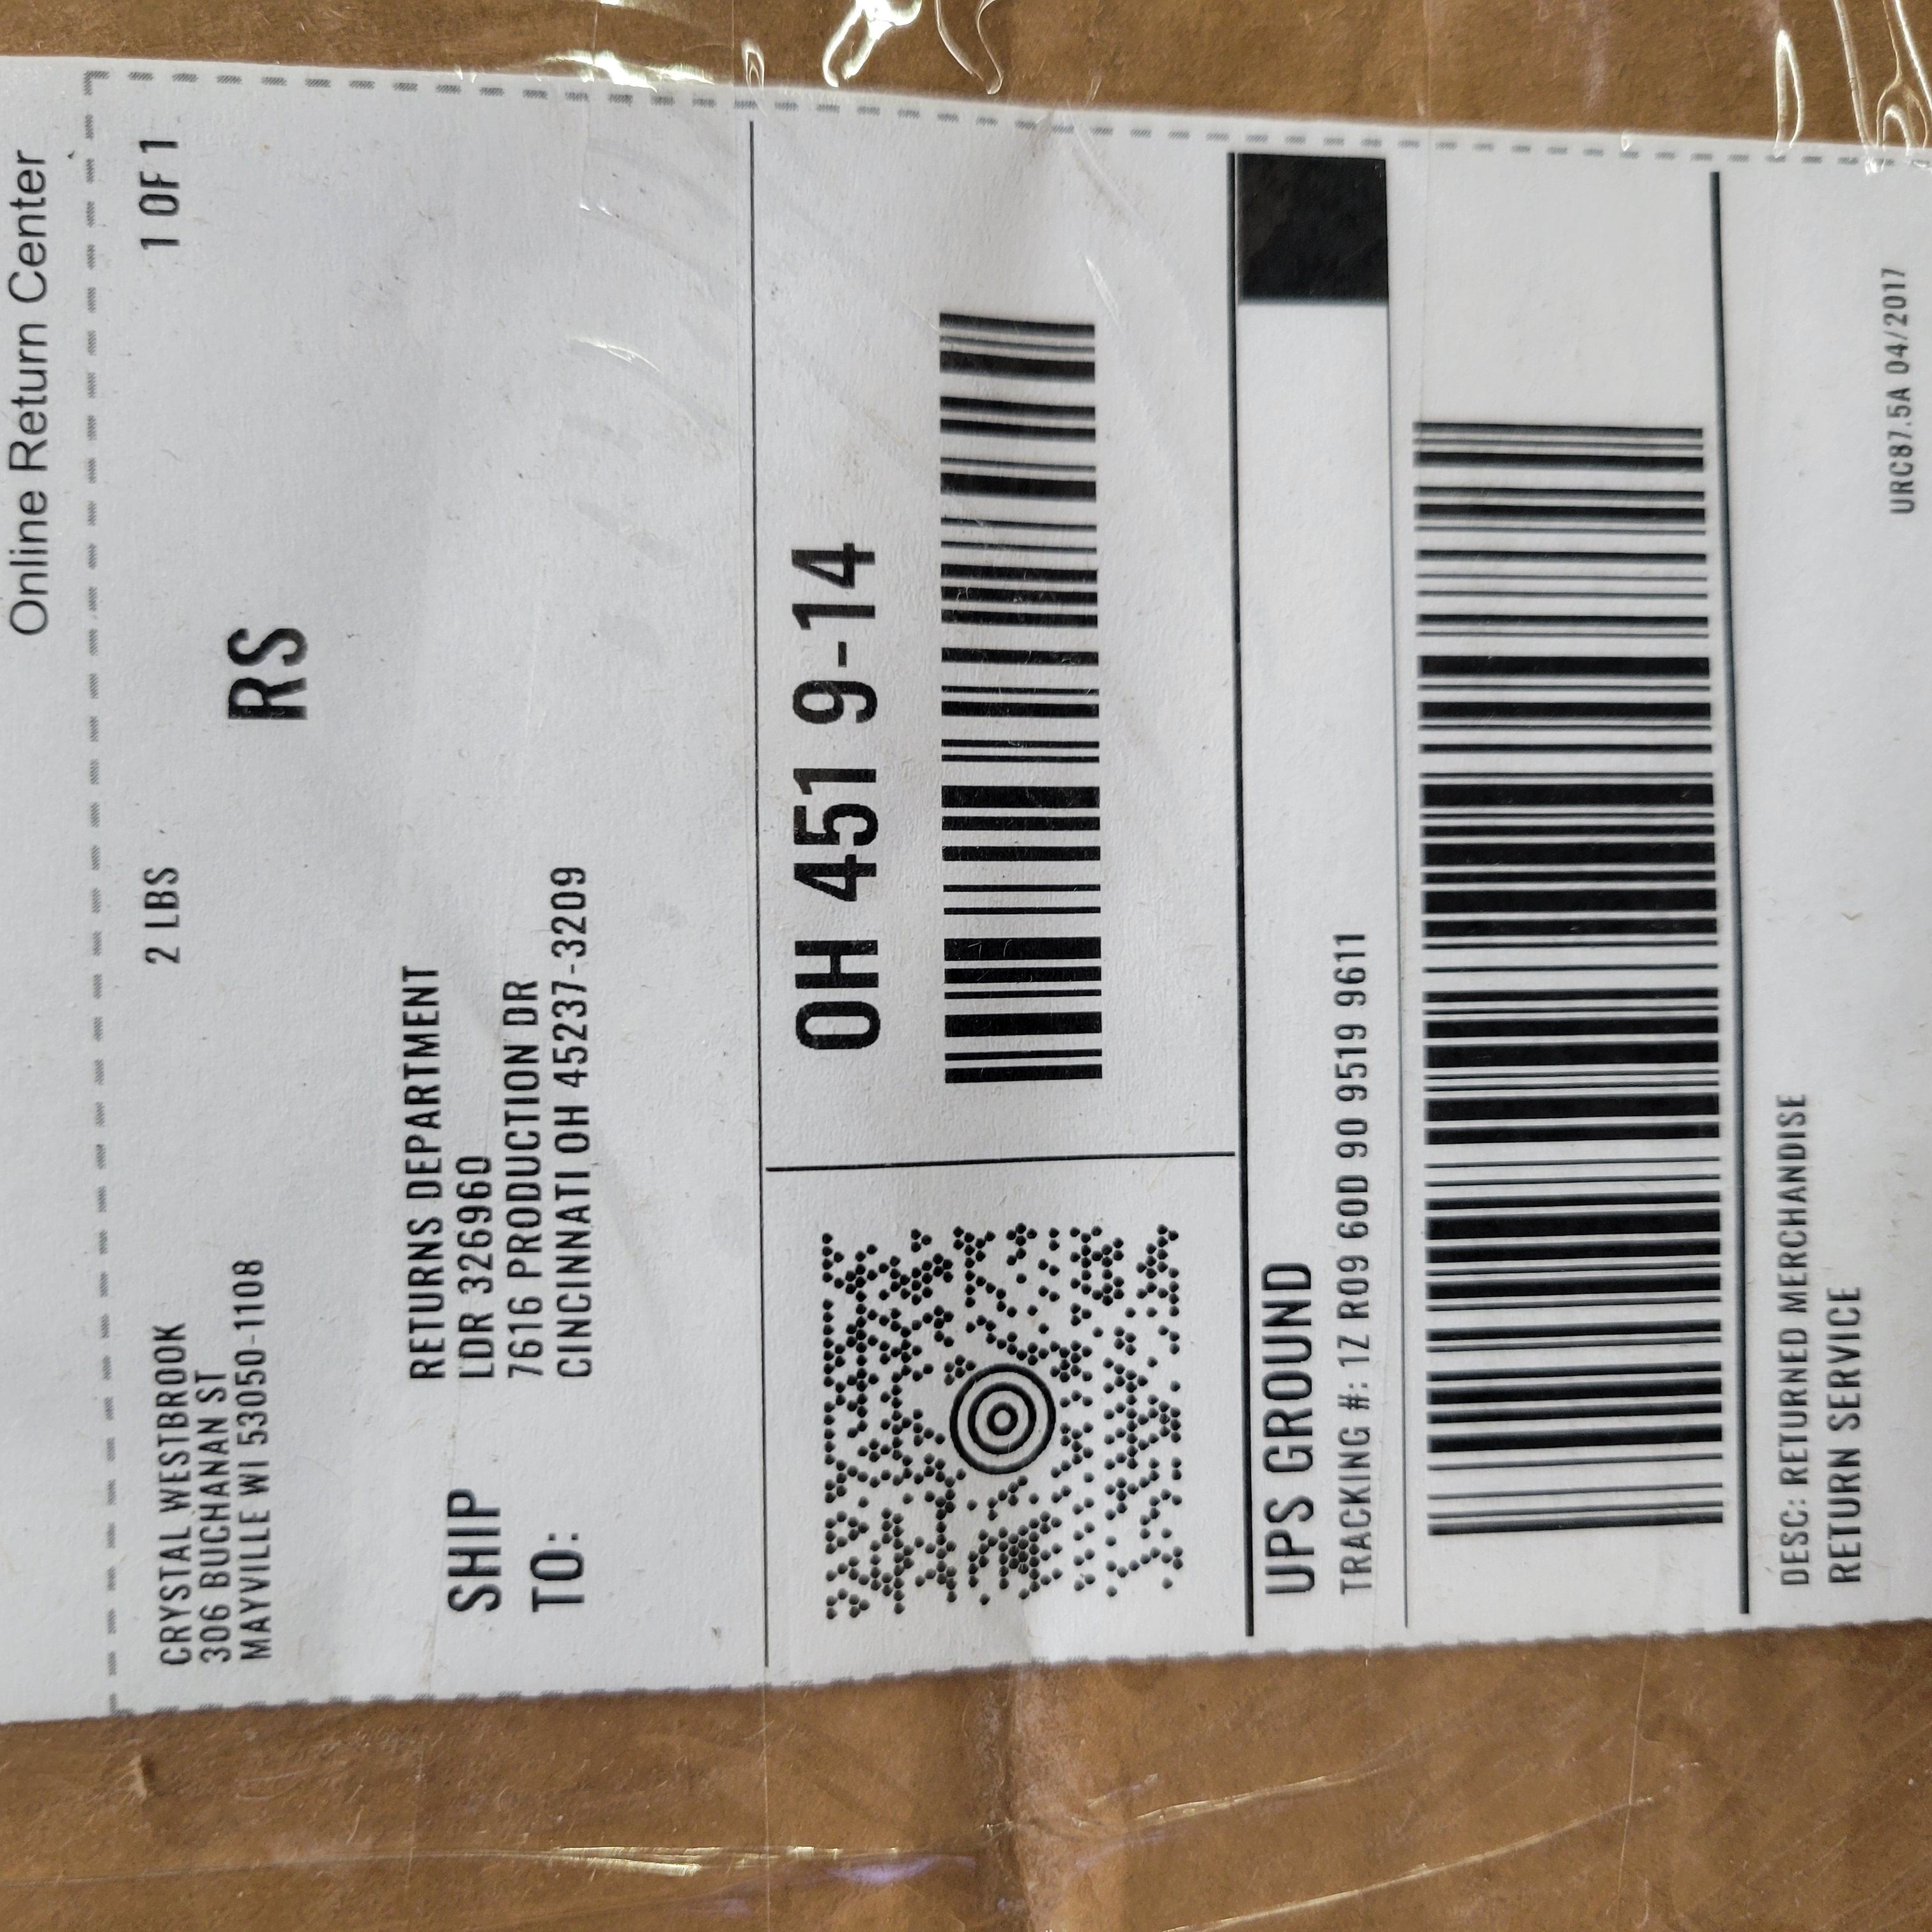 Online Return Center
CRYSTAL WESTBROOK
306 BUCHANAN ST
MAYVILLE WI 53050-1108
2 LBS
1 OF 1
RS
SHIP
TO:
RETURNS DEPARTMENT
LDR 326960
7616 PRODUCTION DR
CINCINNATI OH 45237-3209
OH 451 9-14
UPS GROUND
TRACKING #: 1Z R09 60D 90 9519 9611
DESC: RETURNED MERCHANDISE
RETURN SERVICE
URC87.5A 04/2017